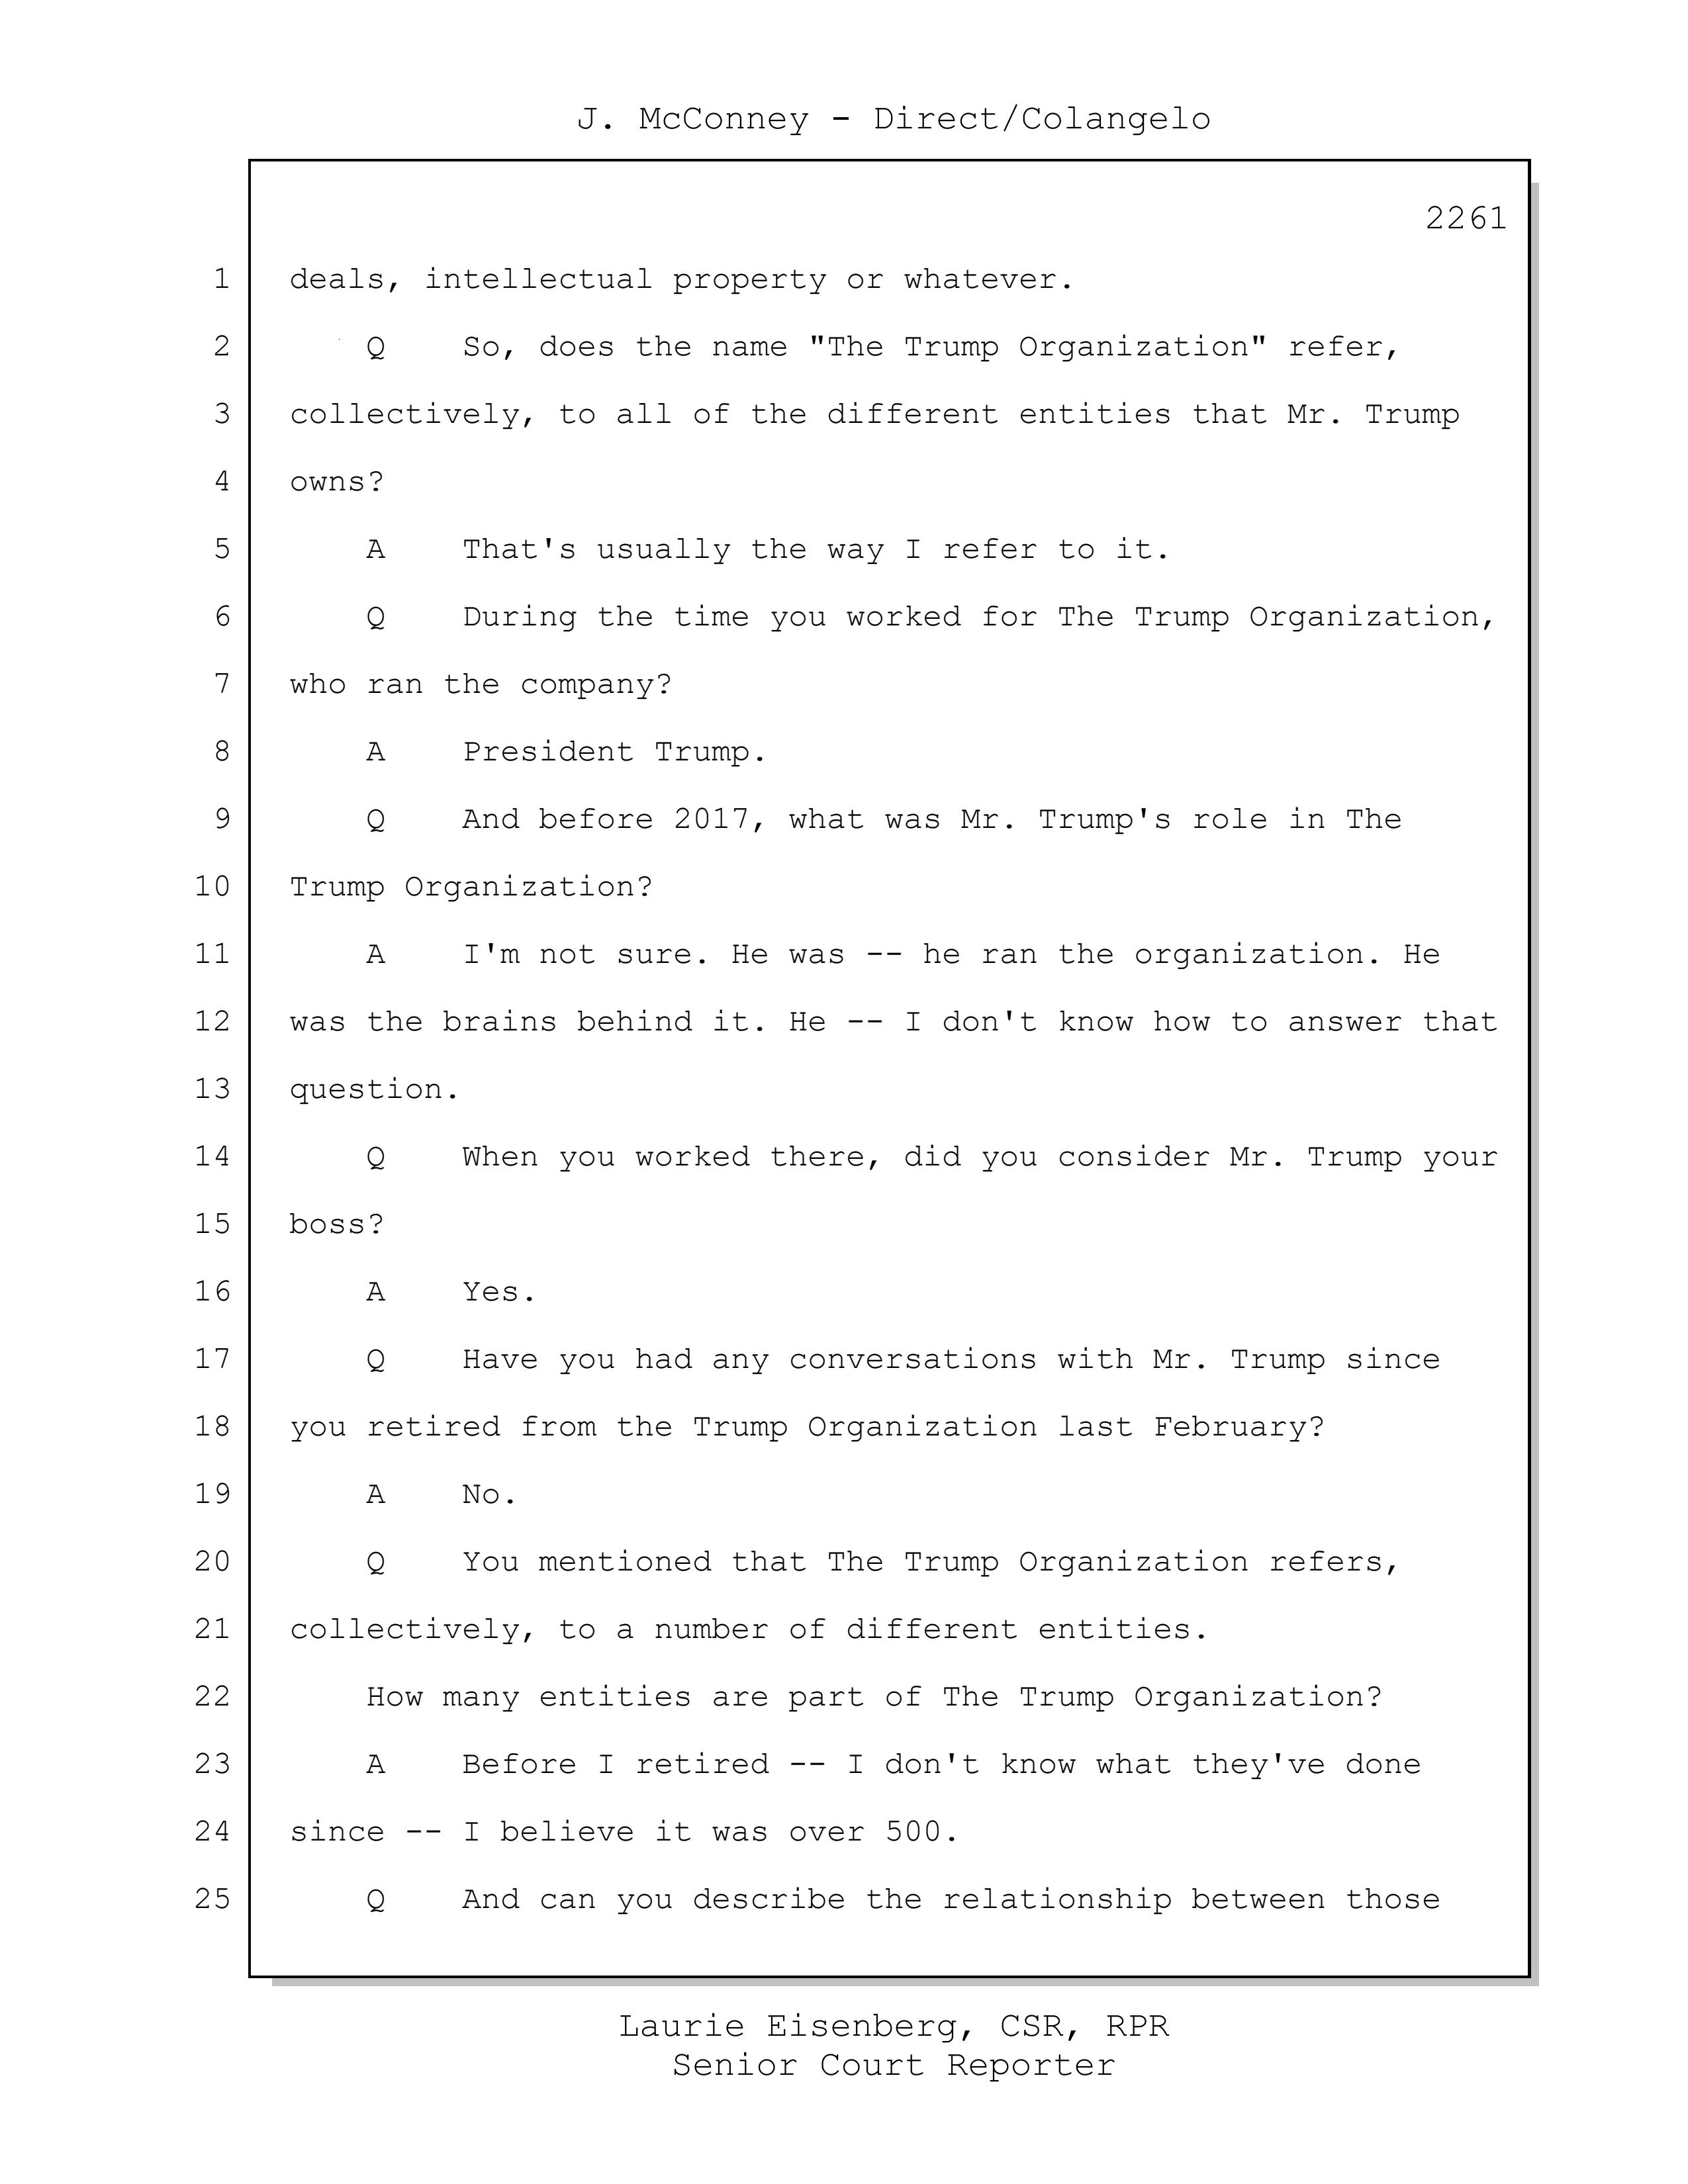 J. McConney - Direct/Colangelo
2261
1 deals, intellectual property or whatever.
2 Q So, does the name "The Trump Organization" refer,
3 collectively, to all of the different entities that Mr. Trump
4 owns?
5 A That's usually the way I refer to it.
6 Q During the time you worked for The Trump Organization,
7 who ran the company?
8 A President Trump.
9 Q And before 2017, what was Mr. Trump's role in The
10 Trump Organization?
11 A I'm not sure. He was -- he ran the organization. He
12 was the brains behind it. He -- I don't know how to answer that
13 question.
14 Q When you worked there, did you consider Mr. Trump your
15 boss?
16 A Yes.
17 Q Have you had any conversations with Mr. Trump since
18 you retired from the Trump Organization last February?
19 A No.
20 Q You mentioned that The Trump Organization refers,
21 collectively, to a number of different entities.
22 How many entities are part of The Trump Organization?
23 A Before I retired -- I don't know what they've done
24 since -- I believe it was over 500.
25 Q And can you describe the relationship between those
Laurie Eisenberg, CSR, RPR
Senior Court Reporter